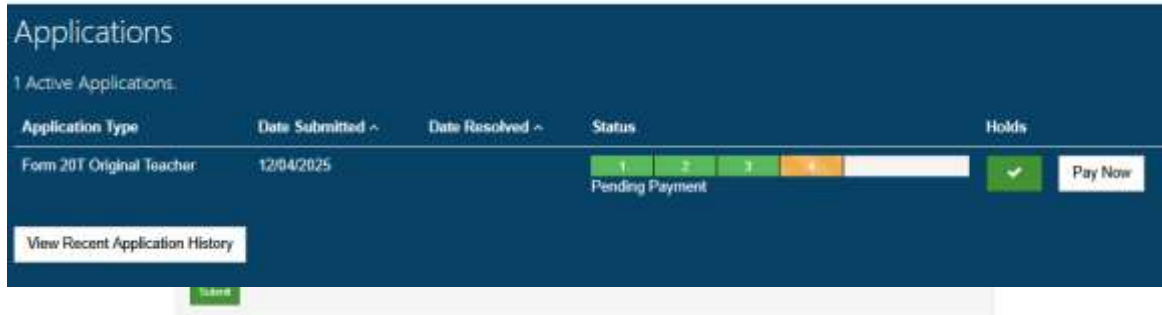 Applications
1 Active Applications.
Application Type Date Submitted ^ Date Resolved ^ Status Holds
Form 20T Original Teacher 12/04/2025 1 2 3 4 Pay Now
Pending Payment
View Recent Application History
Submit